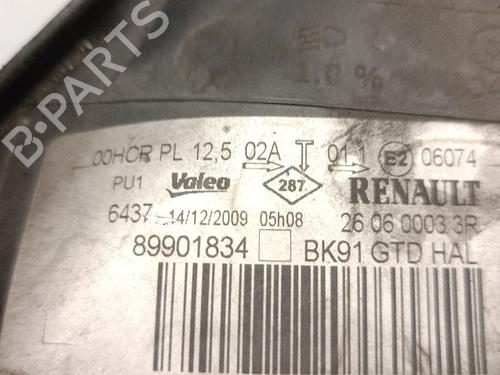 1.0 %
00HCR PL 12,5 02A T 01.1 E2 06074
PU1 Valeo 287 RENAULT
6437 14/12/2009 05h08 26 06 0003 3R
89901834 BK91 GTD HAL
B-PARTS